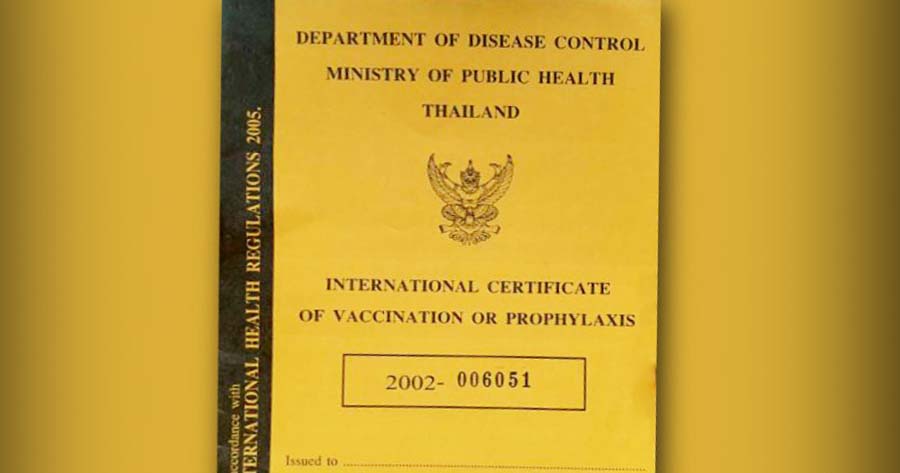 DEPARTMENT OF DISEASE CONTROL
MINISTRY OF PUBLIC HEALTH
THAILAND
INTERNATIONAL CERTIFICATE
OF VACCINATION OR PROPHYLAXIS
2002- 006051
Issued to
with
INTERNATIONAL HEALTH REGULATIONS 2005.